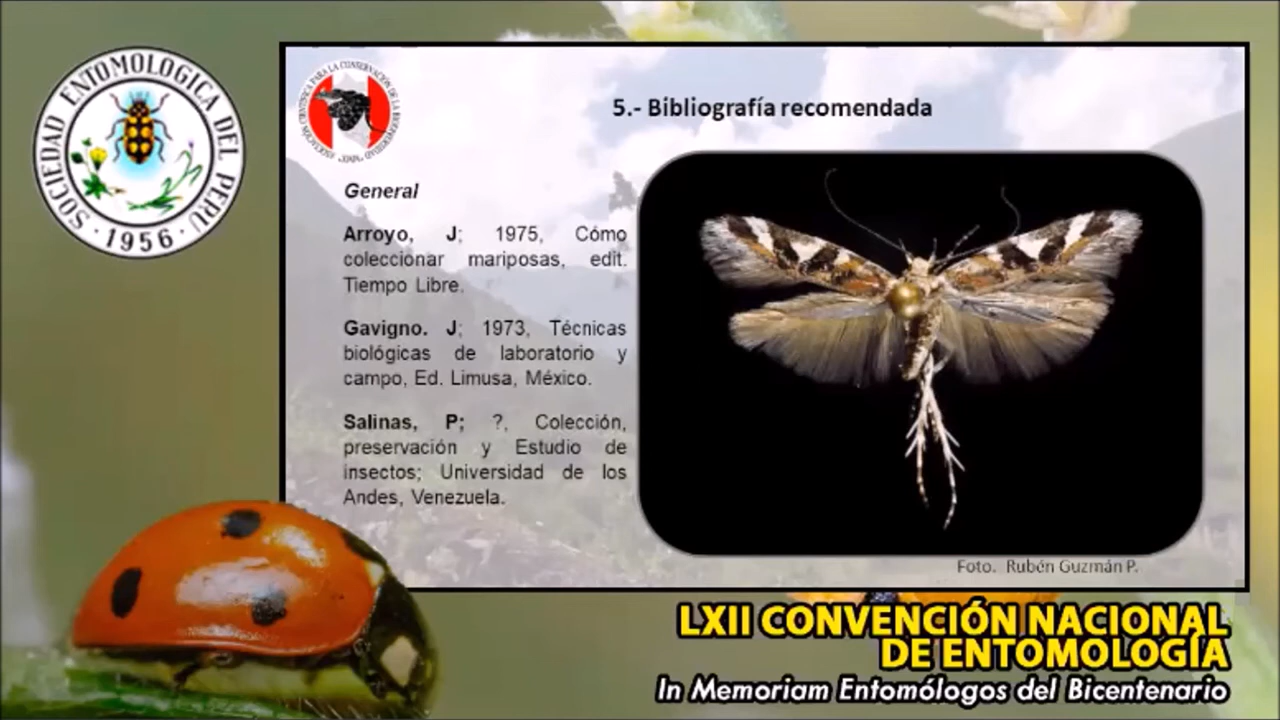 SOCIEDAD ENTOMOLOGICA DEL PERU
· 1956 ·
5.- Bibliografía recomendada
General
Arroyo, J; 1975, Cómo
coleccionar mariposas, edit.
Tiempo Libre.
Gavigno. J; 1973, Técnicas
biológicas de laboratorio y
campo, Ed. Limusa, México.
Salinas, P; ?, Colección,
preservación y Estudio de
insectos; Universidad de los
Andes, Venezuela.
Foto. Rubén Guzmán P.
LXII CONVENCIÓN NACIONAL
DE ENTOMOLOGÍA
In Memoriam Entomólogos del Bicentenario